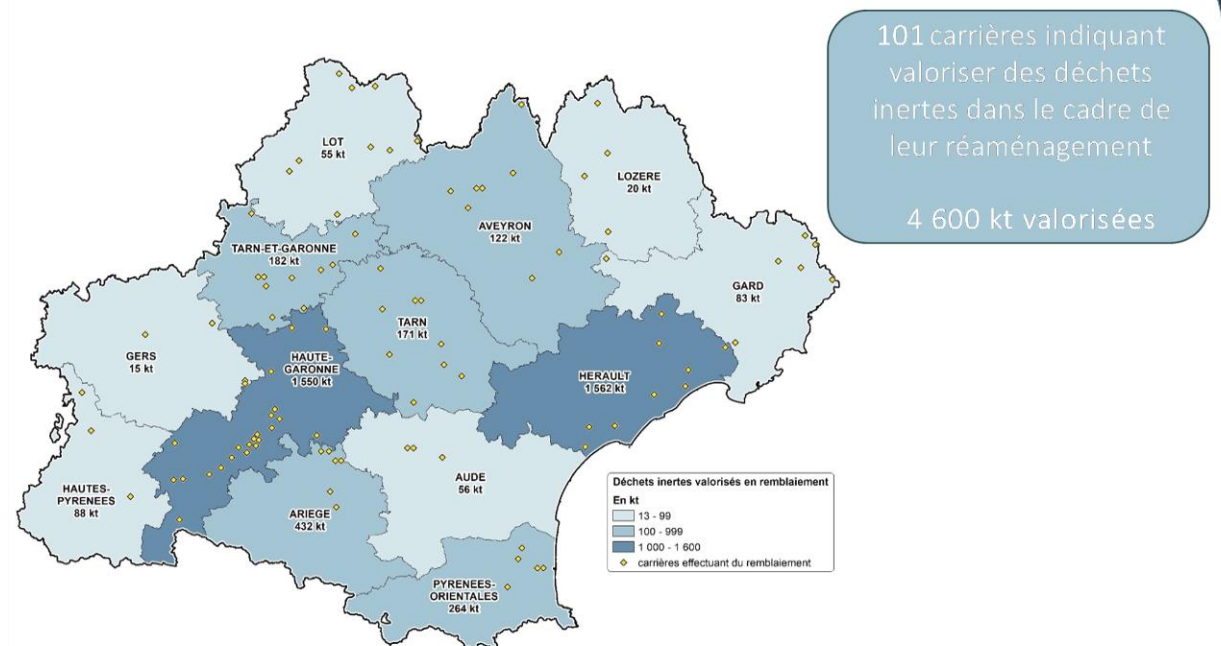 101 carrières indiquant
valoriser des déchets
inertes dans le cadre de
leur réaménagement
4 600 kt valorisées
LOT
55 kt
LOZERE
20 kt
AVEYRON
122 kt
TARN-ET-GARONNE
182 kt
GARD
83 kt
TARN
171 kt
GERS
15 kt
HAUTE-
GARONNE
1 550 kt
HERAULT
1 562 kt
HAUTES-
PYRENEES
88 kt
AUDE
56 kt
ARIEGE
432 kt
PYRENEES-
ORIENTALES
264 kt
Déchets inertes valorisés en remblaiement
En kt
13 - 99
100 - 999
1 000 - 1 600
carrières effectuant du remblaiement